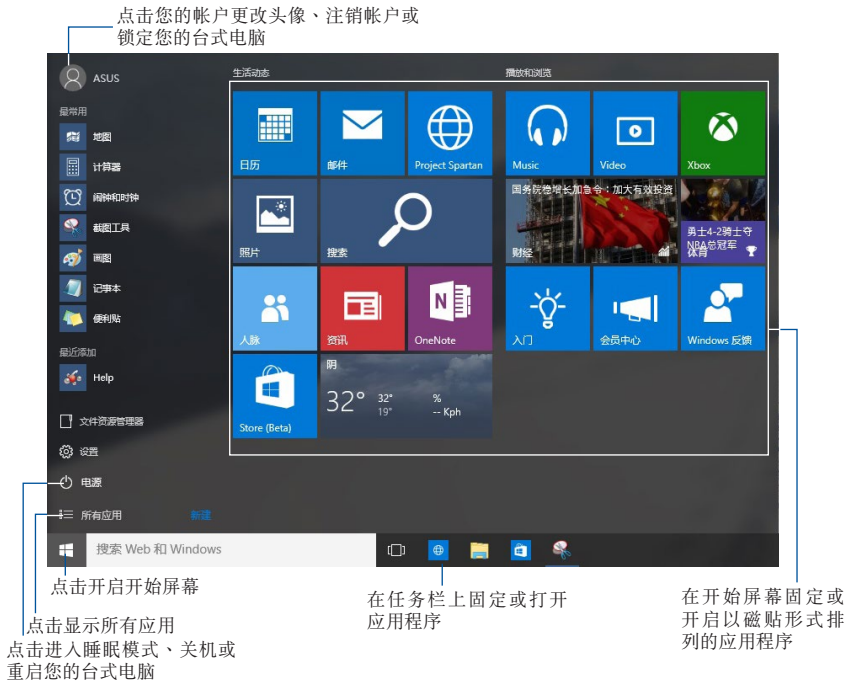 点击您的帐户更改头像、注销帐户或
锁定您的台式电脑
ASUS
最常用
地图
计算器
闹钟和时钟
截图工具
画图
记事本
便利贴
最近添加
Help
文件资源管理器
设置
电源
所有应用
新建
搜索 Web 和 Windows
生活动态
日历
邮件
Project Spartan
照片
搜索
人脉
资讯
OneNote
Store (Beta)
阴
32°
32°
19°
%
-- Kph
播放和浏览
Music
Video
Xbox
国务院稳增长加急令：加大有效投资
财经
勇士4-2骑士夺
NBA总冠军
体育
入门
会员中心
Windows 反馈
点击开启开始屏幕
点击显示所有应用
点击进入睡眠模式、关机或
重启您的台式电脑
在任务栏上固定或打开
应用程序
在开始屏幕固定或
开启以磁贴形式排
列的应用程序